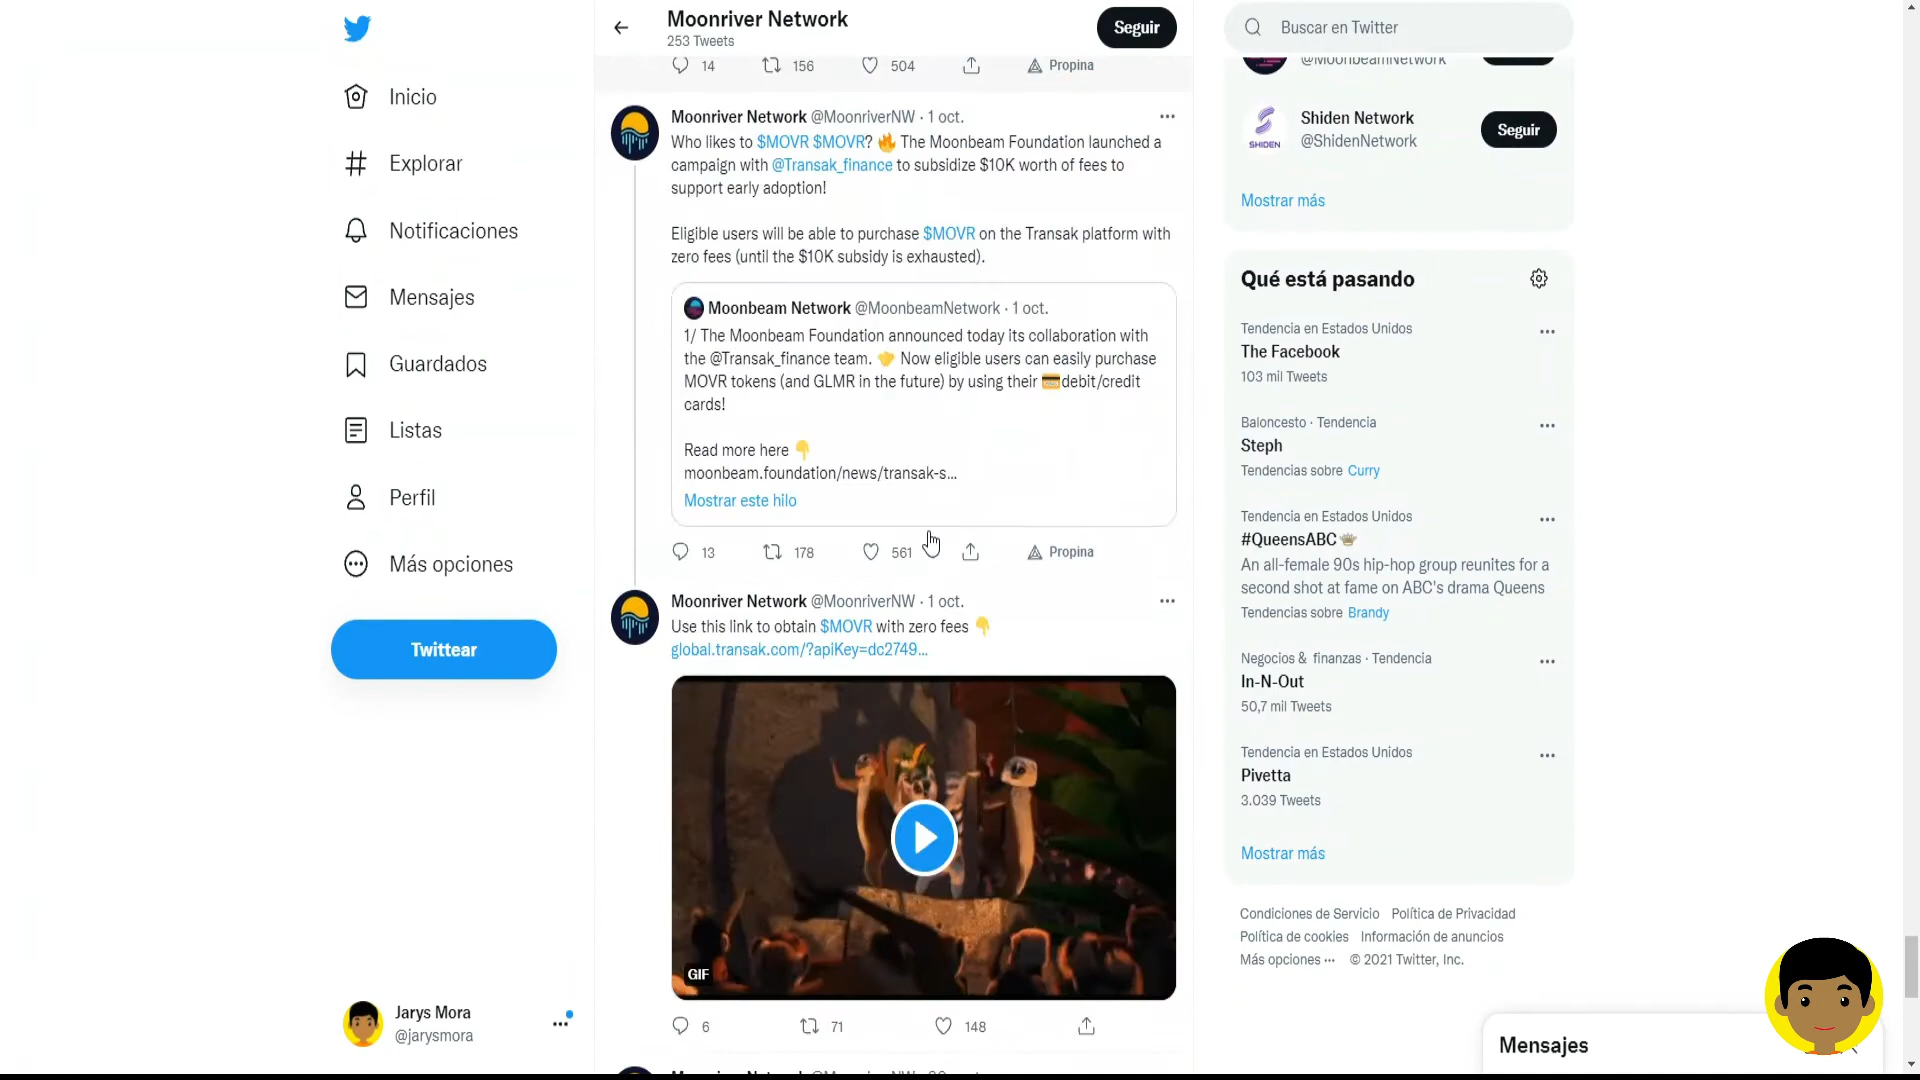 Inicio
Explorar
Notificaciones
Mensajes
Guardados
Listas
Perfil
Más opciones
Twittear
Jarys Mora
@jarysmora
Moonriver Network
253 Tweets
Seguir
14 156 504 Propina
Moonriver Network @MoonriverNW · 1 oct.
Who likes to $MOVR $MOVR? 🔥 The Moonbeam Foundation launched a
campaign with @Transak_finance to subsidize $10K worth of fees to
support early adoption!
Eligible users will be able to purchase $MOVR on the Transak platform with
zero fees (until the $10K subsidy is exhausted).
Moonbeam Network @MoonbeamNetwork · 1 oct.
1/ The Moonbeam Foundation announced today its collaboration with
the @Transak_finance team. Now eligible users can easily purchase
MOVR tokens (and GLMR in the future) by using their 💳debit/credit
cards!
Read more here 👇
moonbeam.foundation/news/transak-s...
Mostrar este hilo
13 178 561 Propina
Moonriver Network @MoonriverNW · 1 oct.
Use this link to obtain $MOVR with zero fees 👇
global.transak.com/?apiKey=dc2749...
GIF
6 71 148
Buscar en Twitter
@MoonbeamNetwork
SHIDEN
Shiden Network
@ShidenNetwork
Seguir
Mostrar más
Qué está pasando
Tendencia en Estados Unidos
The Facebook
103 mil Tweets
Baloncesto · Tendencia
Steph
Tendencias sobre Curry
Tendencia en Estados Unidos
#QueensABC
An all-female 90s hip-hop group reunites for a
second shot at fame on ABC's drama Queens
Tendencias sobre Brandy
Negocios & finanzas · Tendencia
In-N-Out
50,7 mil Tweets
Tendencia en Estados Unidos
Pivetta
3.039 Tweets
Mostrar más
Condiciones de Servicio Política de Privacidad
Política de cookies Información de anuncios
Más opciones ··· © 2021 Twitter, Inc.
Mensajes